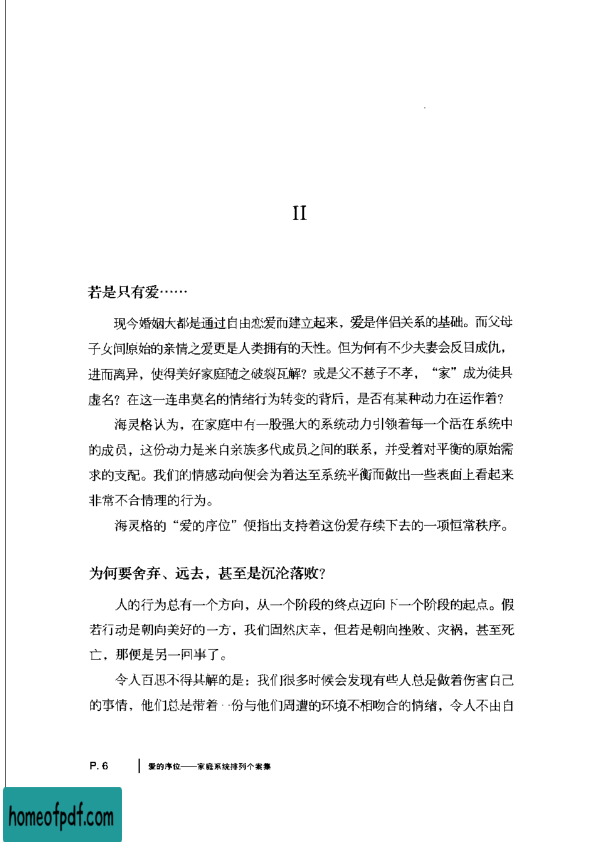 II
若是只有爱……
现今婚姻大都是通过自由恋爱而建立起来，爱是伴侣关系的基础。而父母
子女间原始的亲情之爱更是人类拥有的天性。但为何有不少夫妻会反目成仇，
进而离异，使得美好家庭随之破裂瓦解？或是父不慈子不孝，“家”成为徒具
虚名？在这一连串莫名的情绪行为转变的背后，是否有某种动力在运作着？
海灵格认为，在家庭中有一股强大的系统动力引领着每一个活在系统中
的成员，这份动力是来自亲族多代成员之间的联系，并受着对平衡的原始需
求的支配。我们的情感动向便会为着达至系统平衡而做出一些表面上看起来
非常不合情理的行为。
海灵格的“爱的序位”便指出支持着这份爱存续下去的一项恒常秩序。
为何要舍弃、远去，甚至是沉沦落败？
人的行为总有一个方向，从一个阶段的终点迈向下一个阶段的起点。假
若行动是朝向美好的一方，我们固然庆幸，但若是朝向挫败、灾祸，甚至死
亡，那便是另一回事了。
令人百思不得其解的是：我们很多时候会发现有些人总是做着伤害自己
的事情，他们总是带着一份与他们周遭的环境不相吻合的情绪，令人不由自
P. 6 爱的序位——家庭系统排列个案集
homeofpdf.com